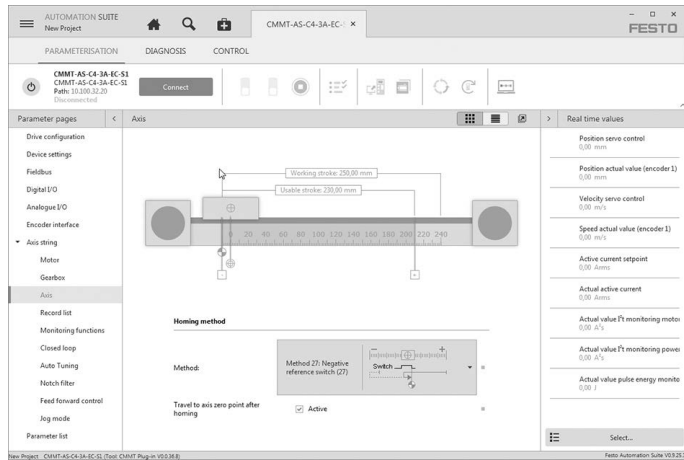 AUTOMATION SUITE
New Project
CMMT-AS-C4-3A-EC-S
FESTO
PARAMETERISATION
DIAGNOSIS
CONTROL
CMMT-AS-C4-3A-EC-S1
CMMT-AS-C4-3A-EC-S1
Path: 10.100.32.20
Disconnected
Connect
Parameter pages
Axis
Real time values
Drive configuration
Device settings
Fieldbus
Digital I/O
Analogue I/O
Encoder interface
Axis string
Motor
Gearbox
Axis
Record list
Monitoring functions
Closed loop
Auto Tuning
Notch filter
Feed forward control
Jog mode
Parameter list
Working stroke: 250,00 mm
Usable stroke: 230,00 mm
0 20 40 60 80 100 120 140 160 180 200 220 240
Homing method
Method:
Method 27: Negative
reference switch (27)
Switch
Travel to axis zero point after
homing
Active
Position servo control
0,00 mm
Position actual value (encoder 1)
0,00 mm
Velocity servo control
0,00 m/s
Speed actual value (encoder 1)
0,00 m/s
Active current setpoint
0,00 Arms
Actual active current
0,00 Arms
Actual value I²t monitoring motor
0,00 A²s
Actual value I²t monitoring power
0,00 A²s
Actual value pulse energy monito
0,00 J
Select...
New Project CMMT-AS-C4-3A-EC-S1 (Tool: CMMT Plug-in V0.0.36.8)
Festo Automation Suite V0.9.25.